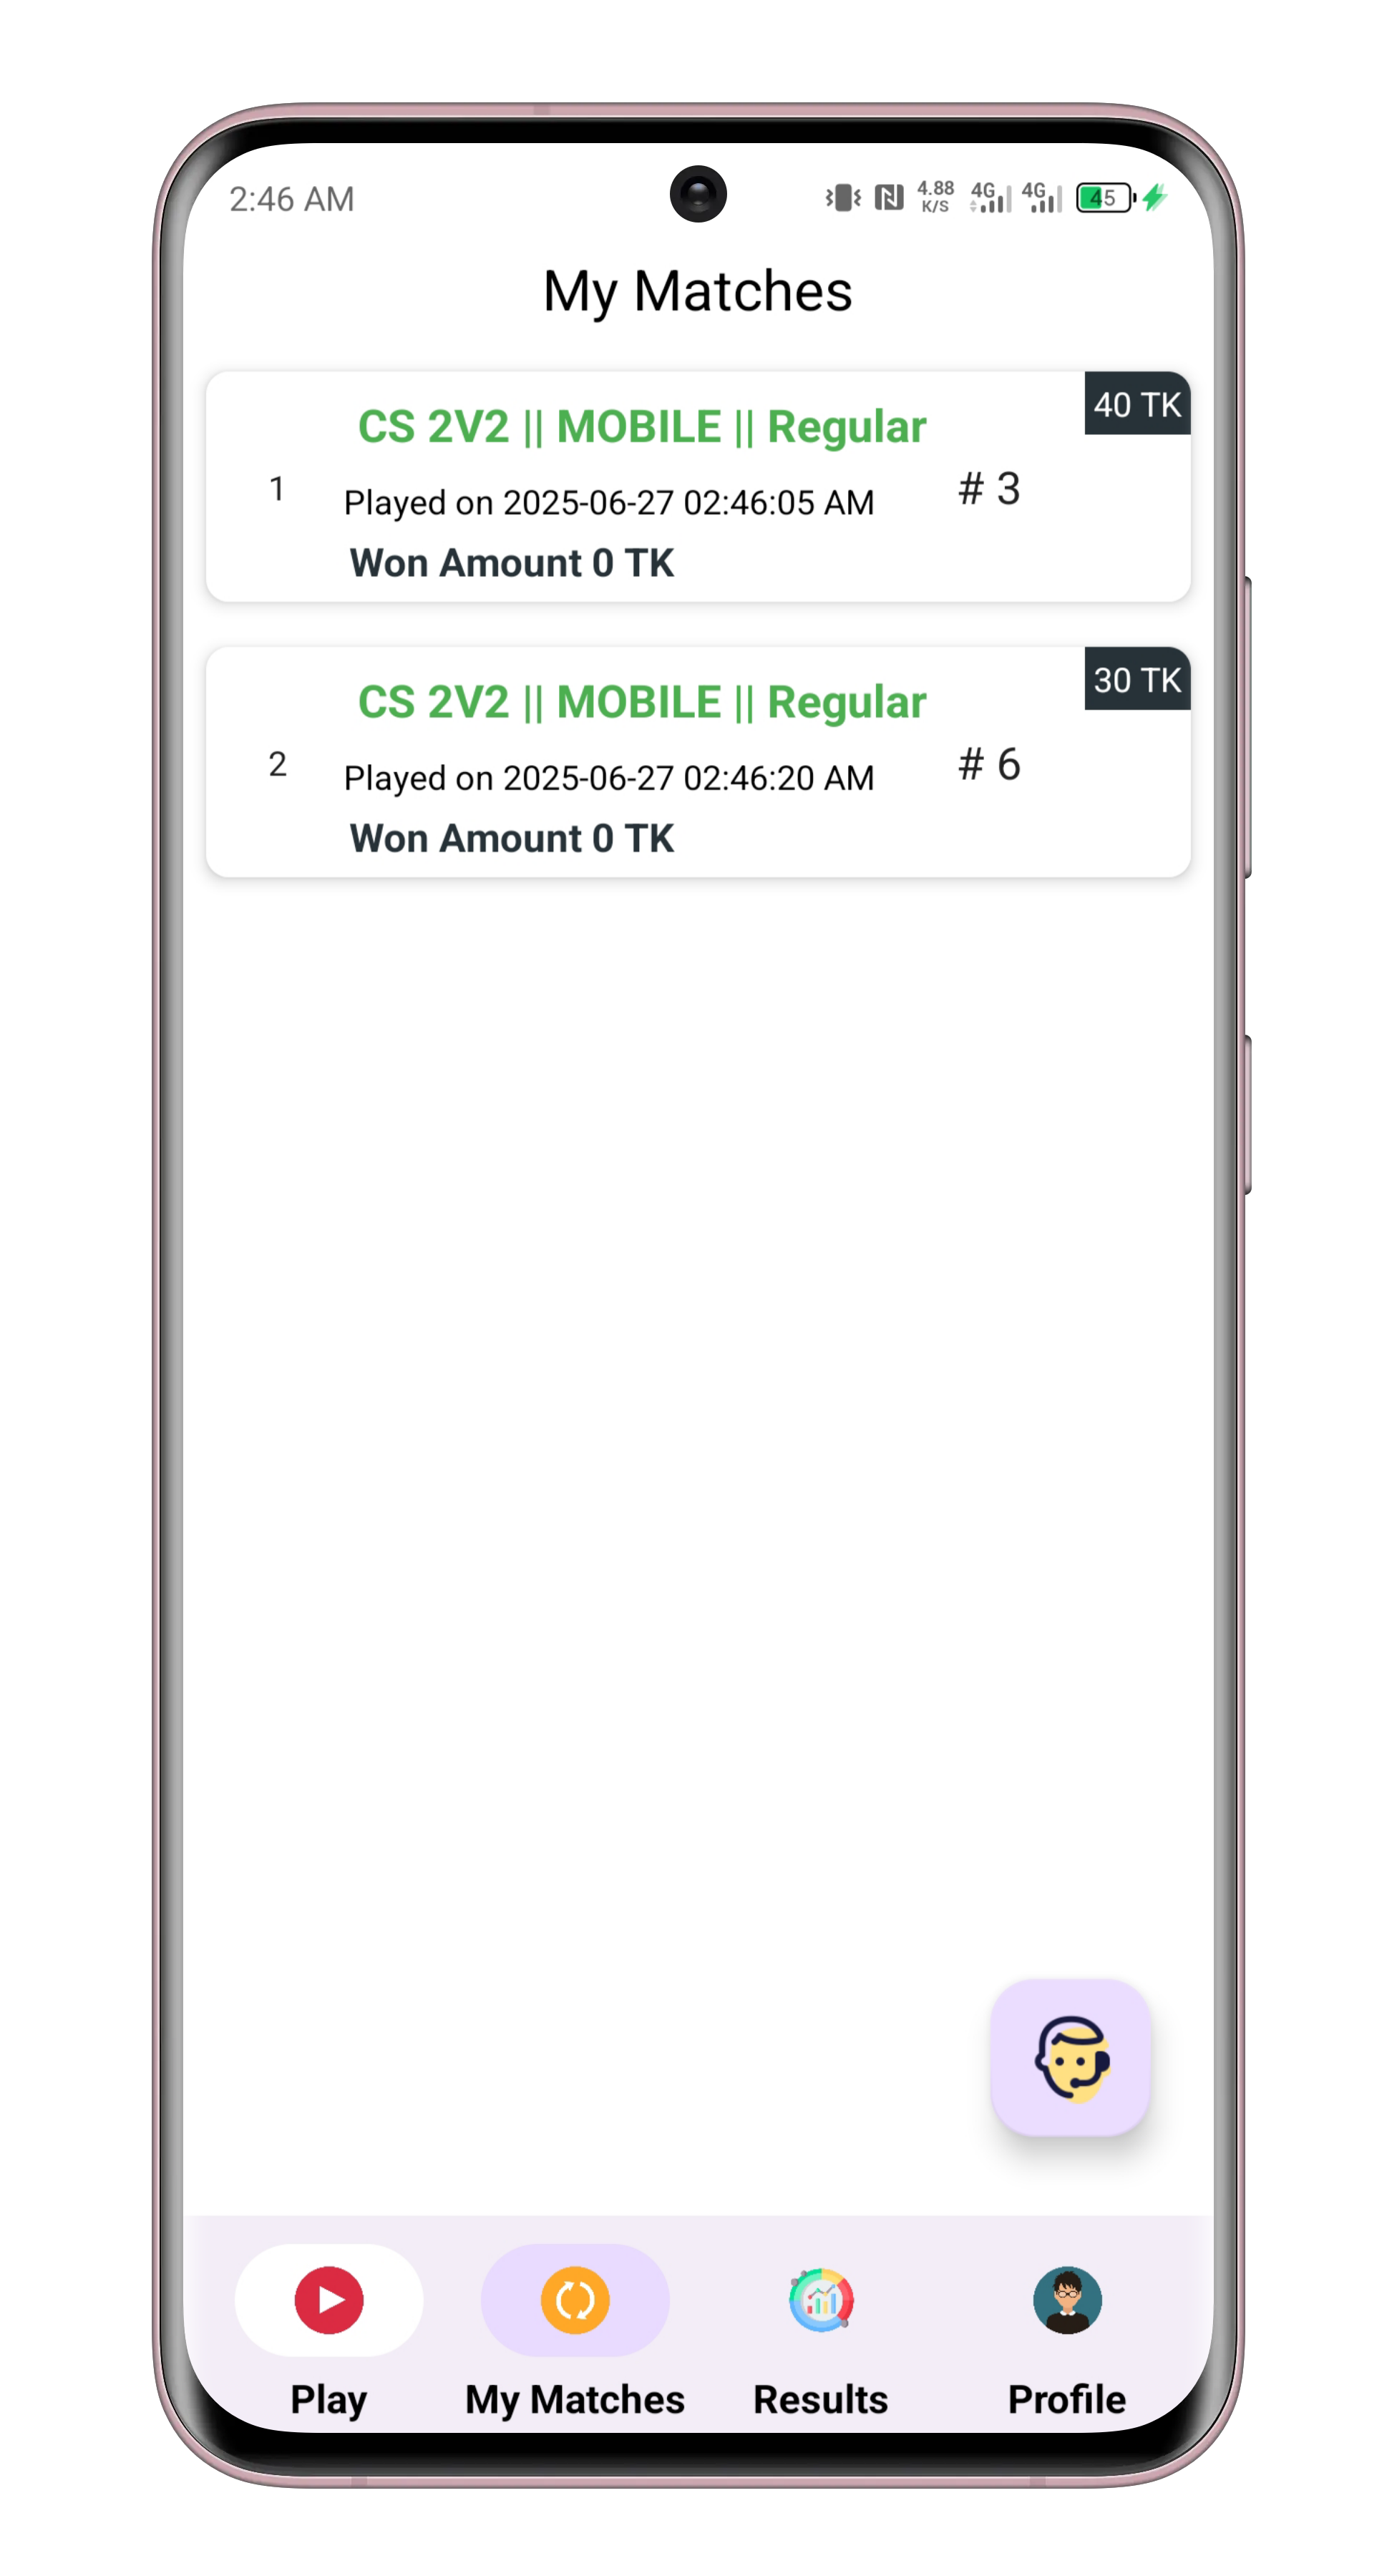 2:46 AM
4.88 K/S 4G 4G 45
My Matches
40 TK
CS 2V2 || MOBILE || Regular
1
Played on 2025-06-27 02:46:05 AM
# 3
Won Amount 0 TK
30 TK
CS 2V2 || MOBILE || Regular
2
Played on 2025-06-27 02:46:20 AM
# 6
Won Amount 0 TK
Play
My Matches
Results
Profile